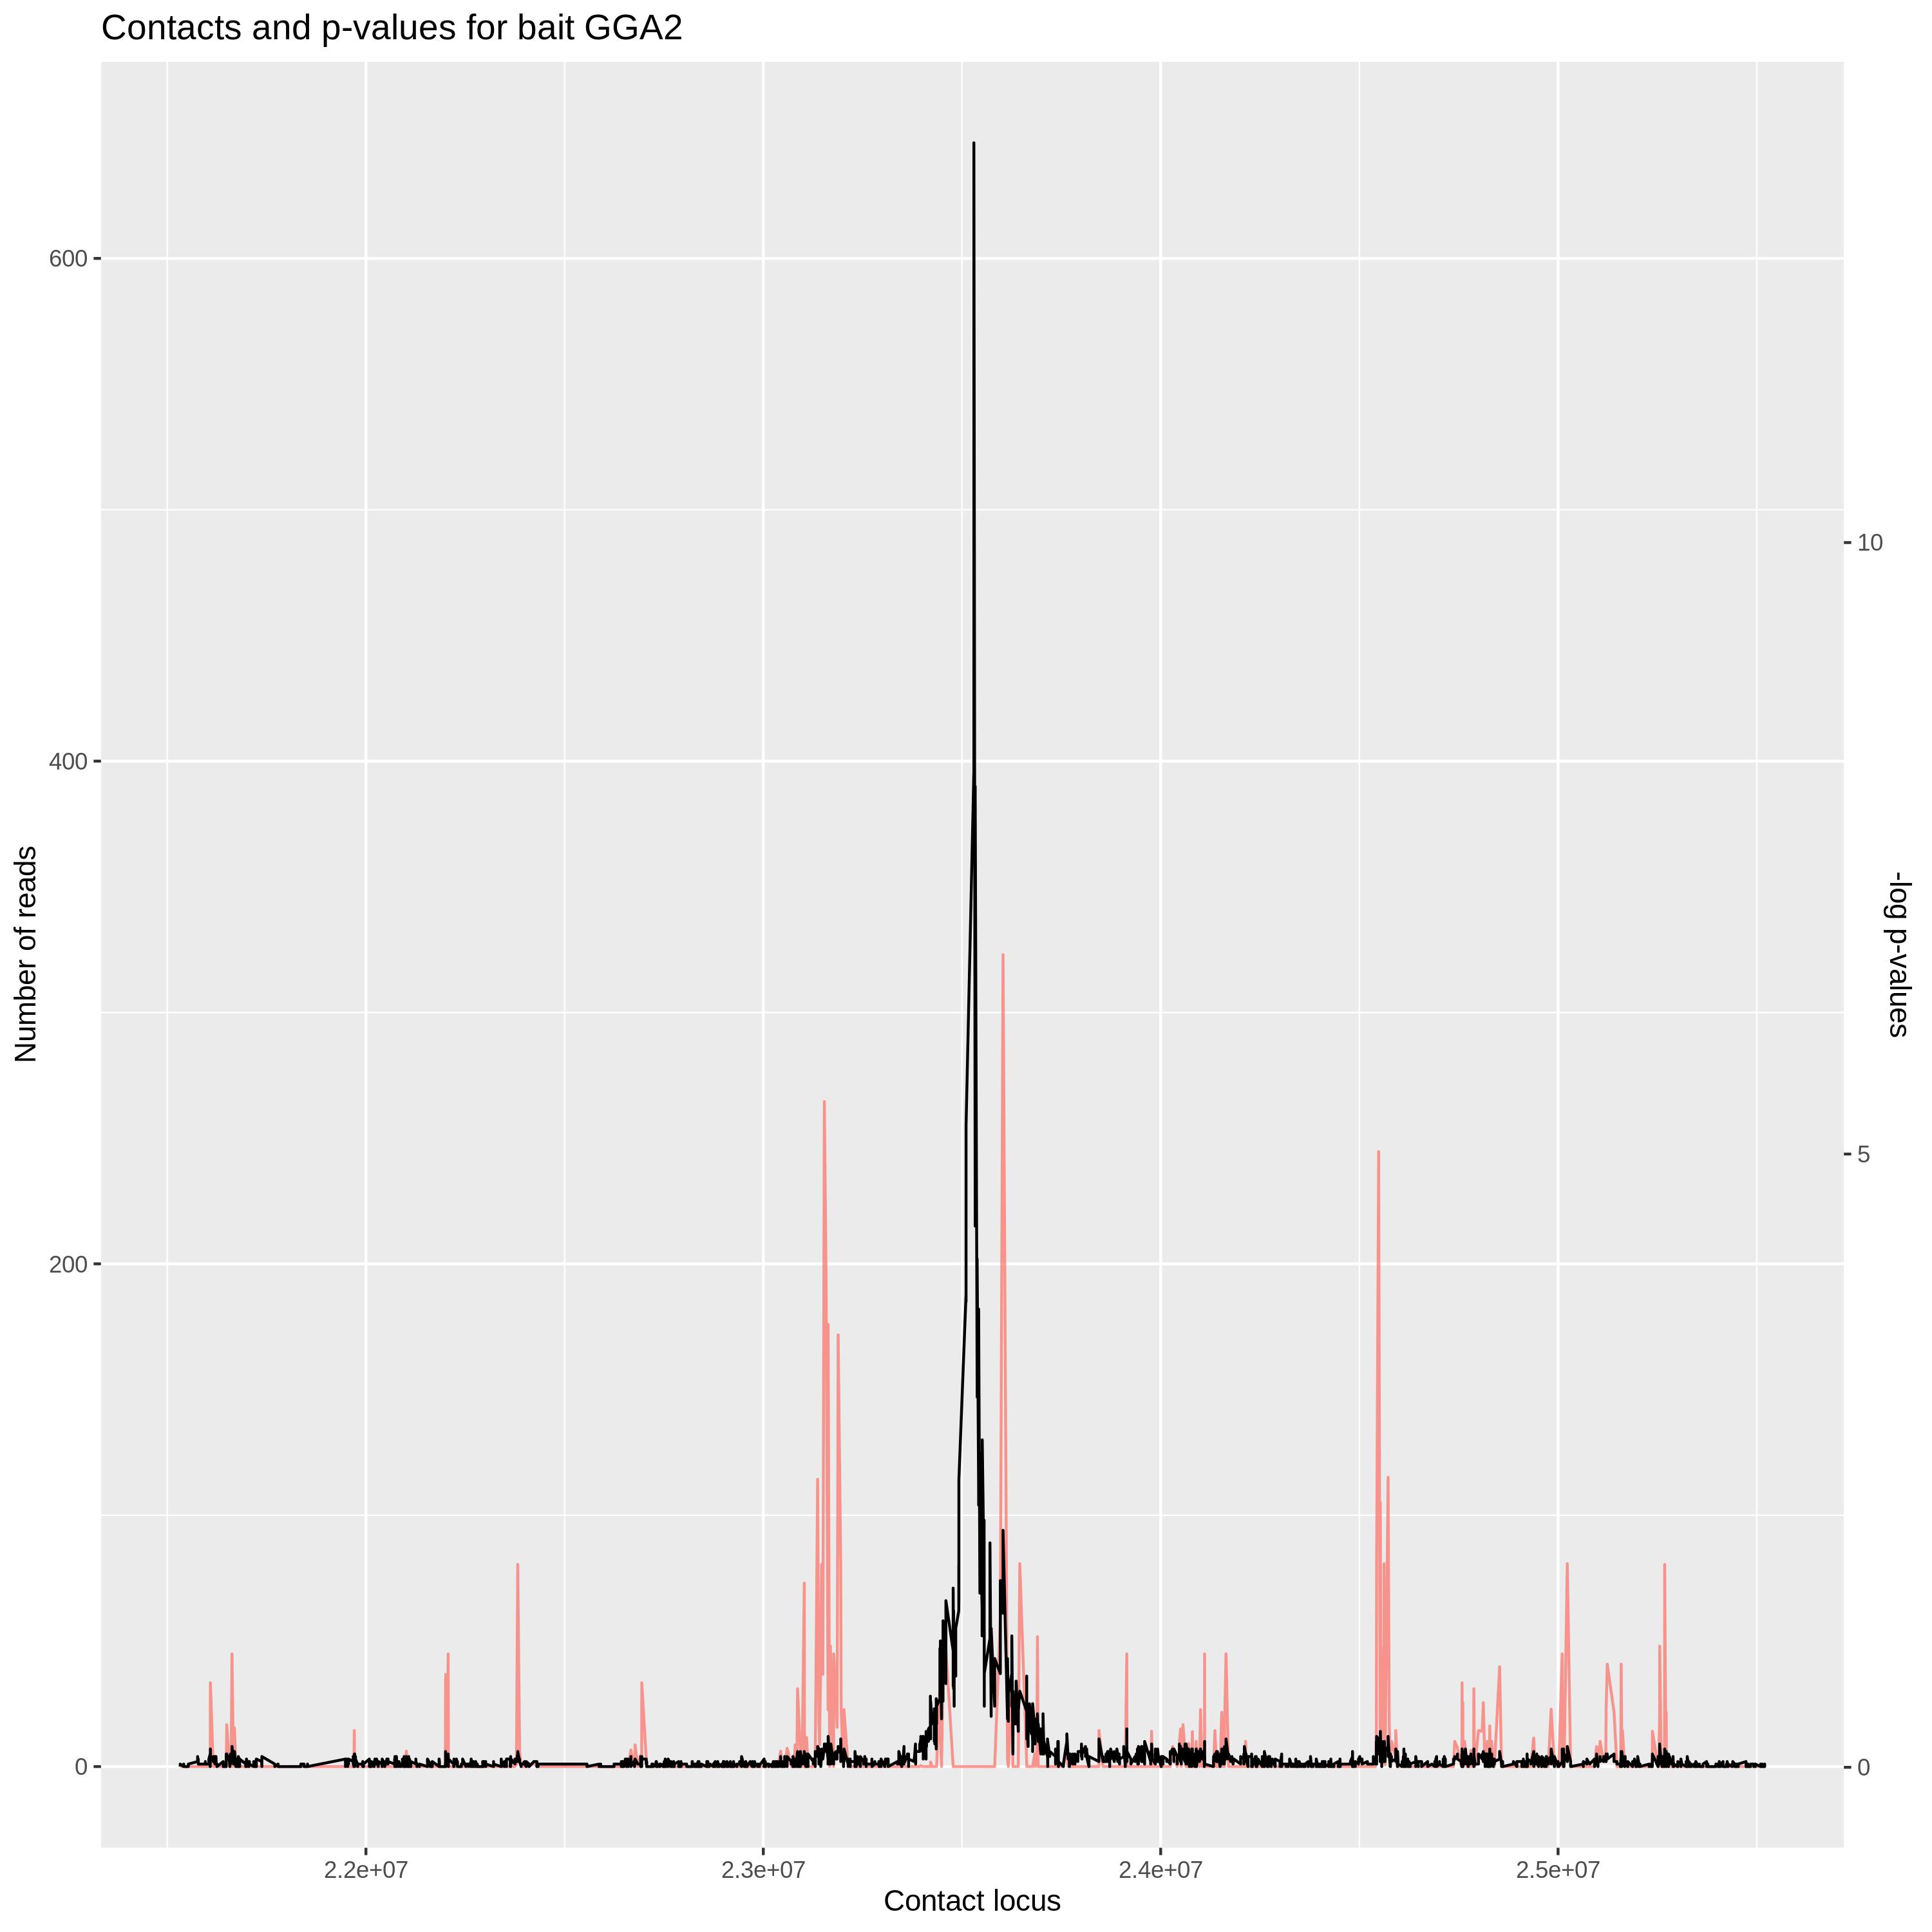 Contacts and p-values for bait GGA2
Number of reads
600
400
200
0
10
5
0
-log p-values
2.2e+07 2.3e+07 2.4e+07 2.5e+07
Contact locus